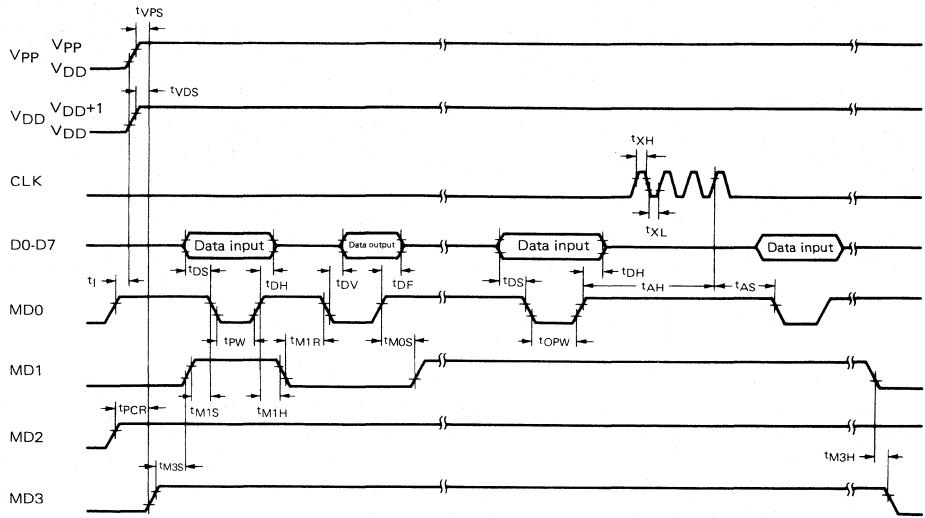 tVPS
VPP VPP
VDD
tVDS
VDD VDD+1
VDD
tXH
CLK
tXL
D0-D7 Data input Data output Data input Data input
tI tDS tDH tDV tDF tDS tDH tAH tAS
MD0
tPW tM1R tM0S tOPW
MD1
tPCR tM1S tM1H
MD2
tM3S tM3H
MD3